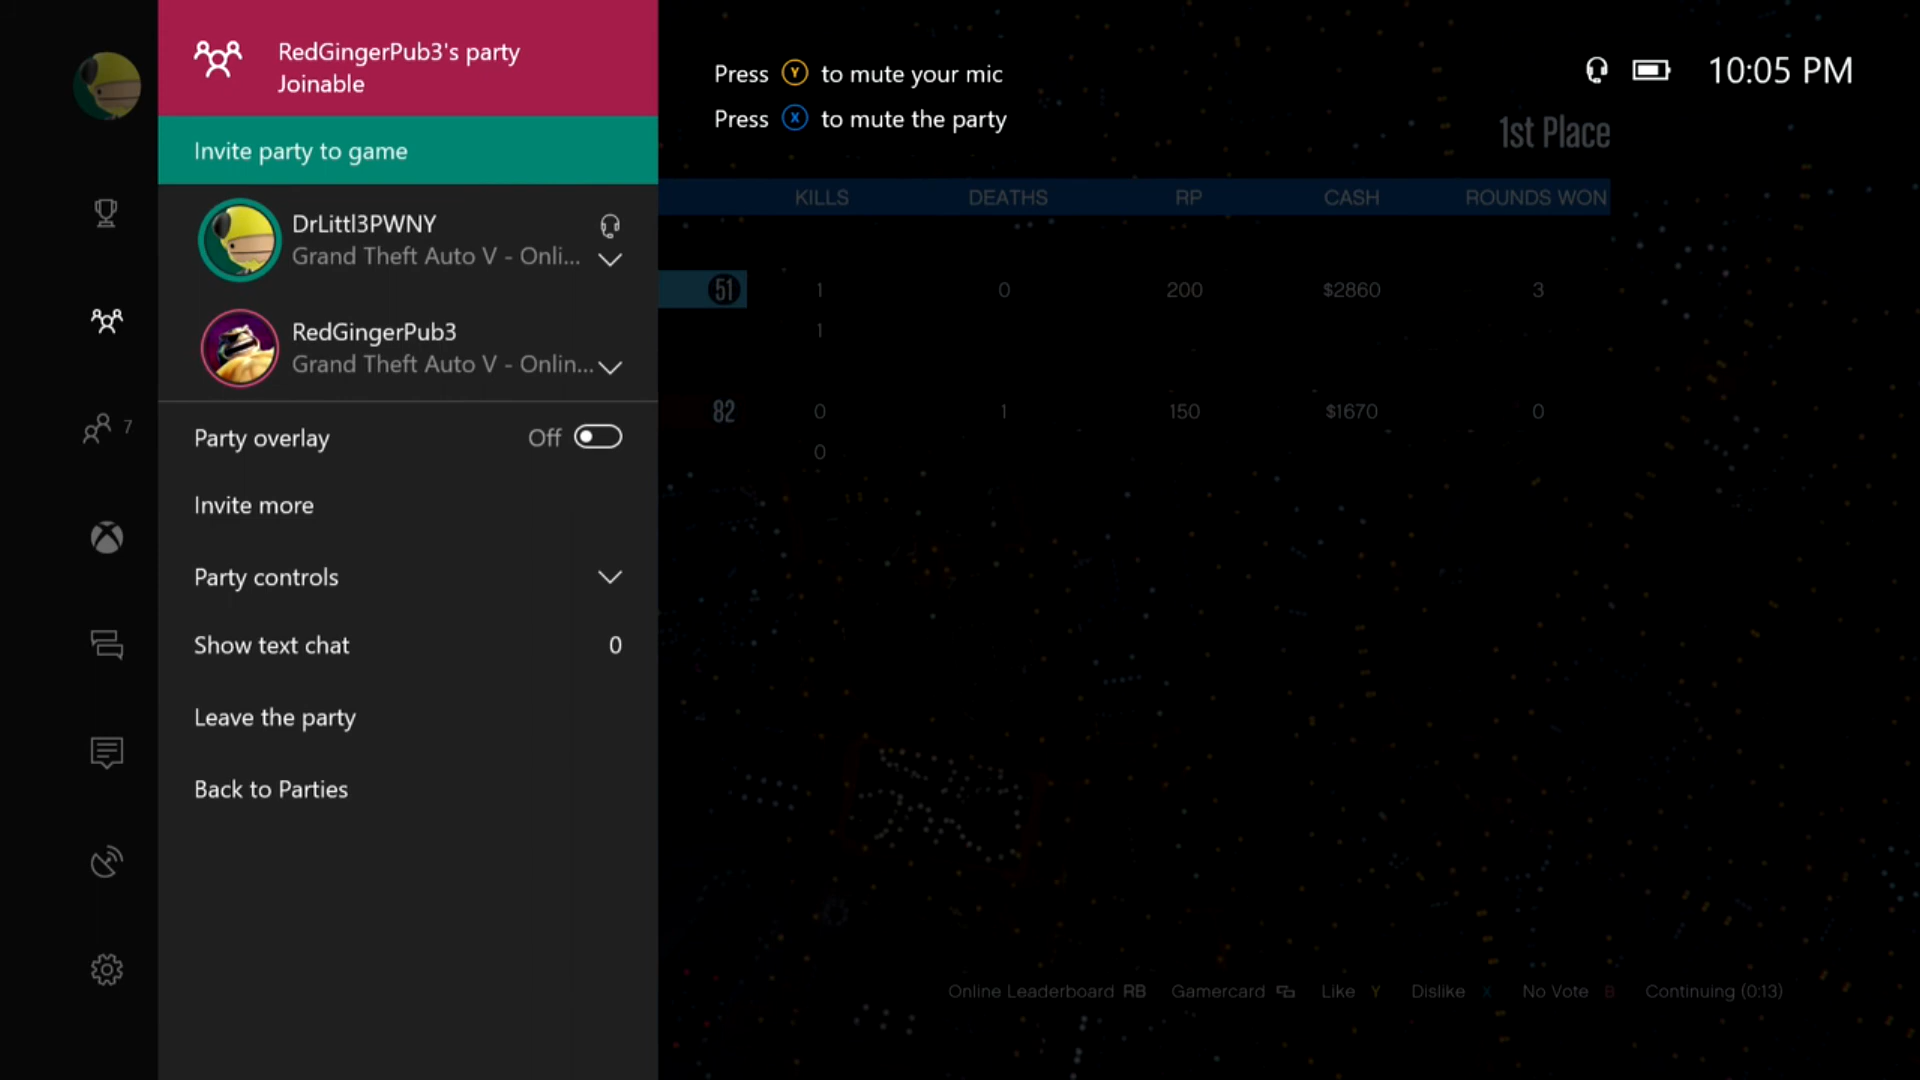 RedGingerPub3's party
Joinable
Invite party to game
DrLittl3PWNY
Grand Theft Auto V - Onli...
RedGingerPub3
Grand Theft Auto V - Onlin...
7
Party overlay Off
Invite more
Party controls
Show text chat 0
Leave the party
Back to Parties
Press Y to mute your mic
Press X to mute the party
10:05 PM
1st Place
KILLS DEATHS RP CASH ROUNDS WON
51 1 0 200 $2860 3
1
82 0 1 150 $1670 0
0
Online Leaderboard RB Gamercard Like Y Dislike X No Vote B Continuing (0:13)